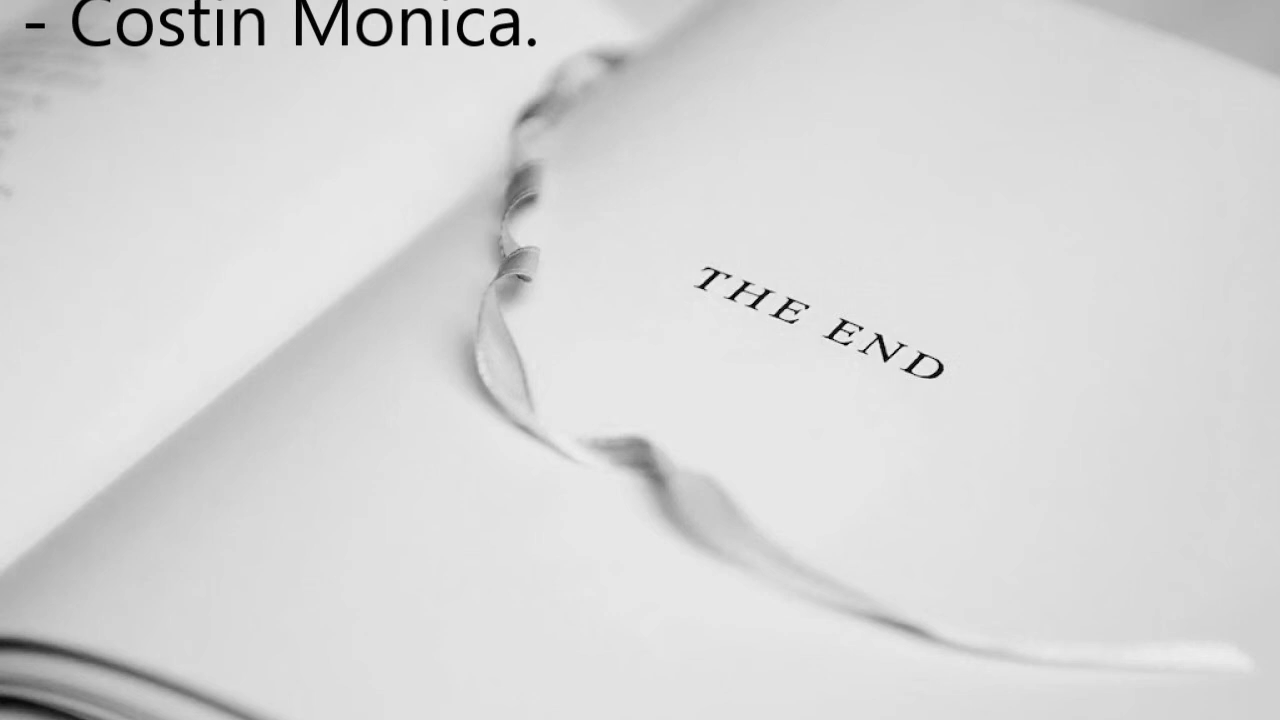 - Costin Monica.
THE END